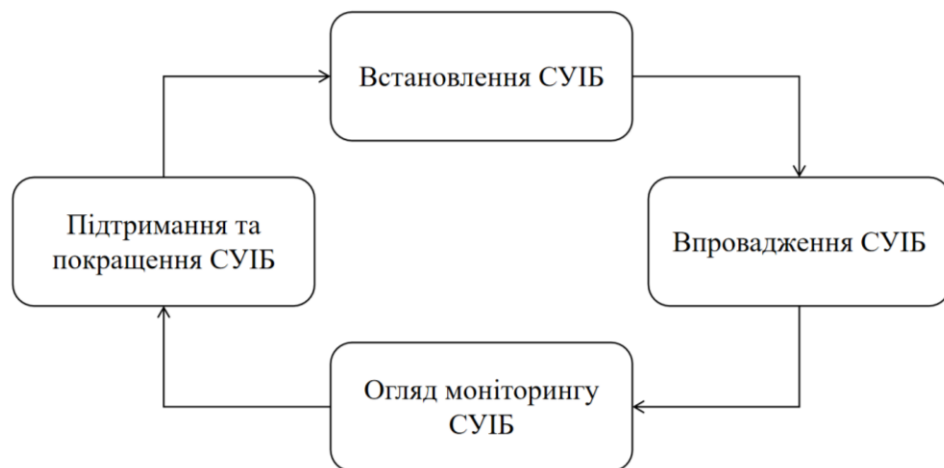 Встановлення СУІБ
Підтримання та
покращення СУІБ
Впровадження СУІБ
Огляд моніторингу
СУІБ